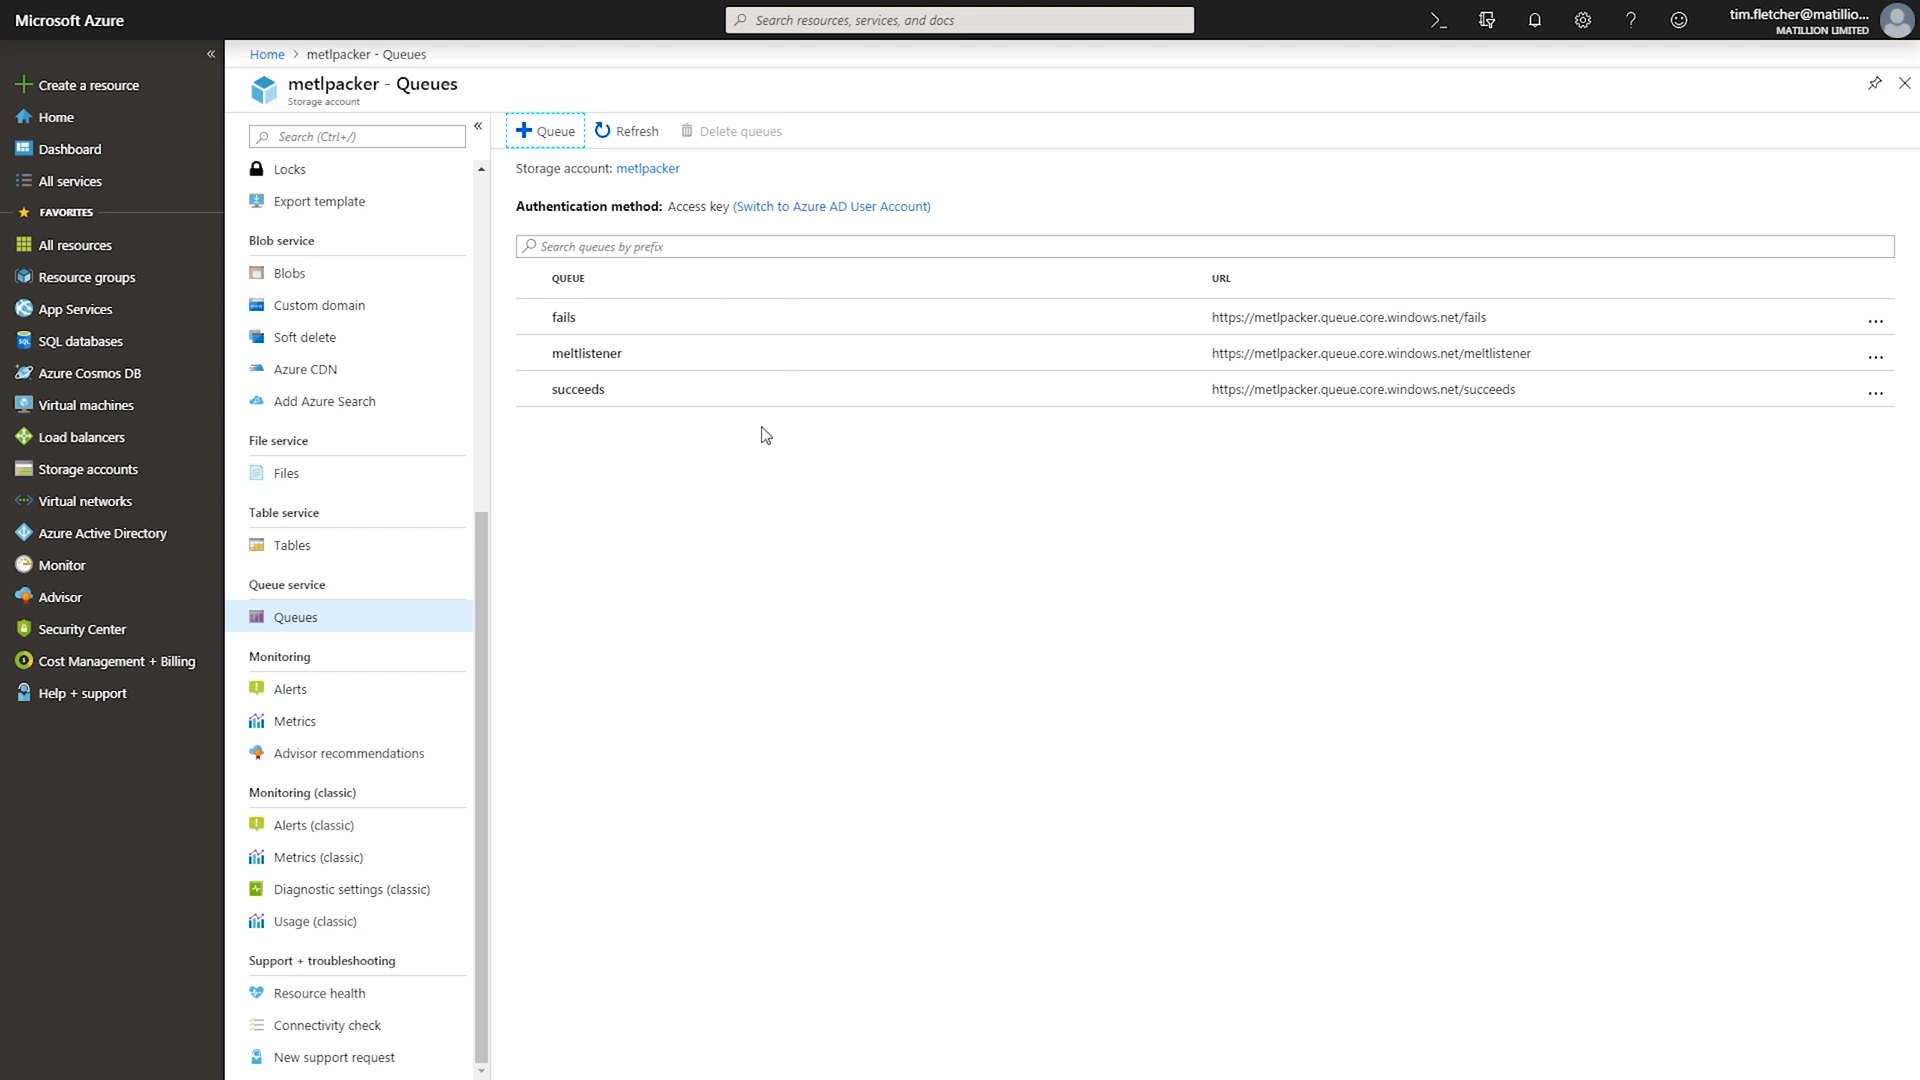 Microsoft Azure
Search resources, services, and docs
tim.fletcher@matillio...
MATILLION LIMITED
Create a resource
Home
Dashboard
All services
FAVORITES
All resources
Resource groups
App Services
SQL databases
Azure Cosmos DB
Virtual machines
Load balancers
Storage accounts
Virtual networks
Azure Active Directory
Monitor
Advisor
Security Center
Cost Management + Billing
Help + support
Home > metlpacker - Queues
metlpacker - Queues
Storage account
Search (Ctrl+/)
Locks
Export template
Blob service
Blobs
Custom domain
Soft delete
Azure CDN
Add Azure Search
File service
Files
Table service
Tables
Queue service
Queues
Monitoring
Alerts
Metrics
Advisor recommendations
Monitoring (classic)
Alerts (classic)
Metrics (classic)
Diagnostic settings (classic)
Usage (classic)
Support + troubleshooting
Resource health
Connectivity check
New support request
Queue Refresh Delete queues
Storage account: metlpacker
Authentication method: Access key (Switch to Azure AD User Account)
Search queues by prefix
QUEUE URL
fails https://metlpacker.queue.core.windows.net/fails ...
meltlistener https://metlpacker.queue.core.windows.net/meltlistener ...
succeeds https://metlpacker.queue.core.windows.net/succeeds ...